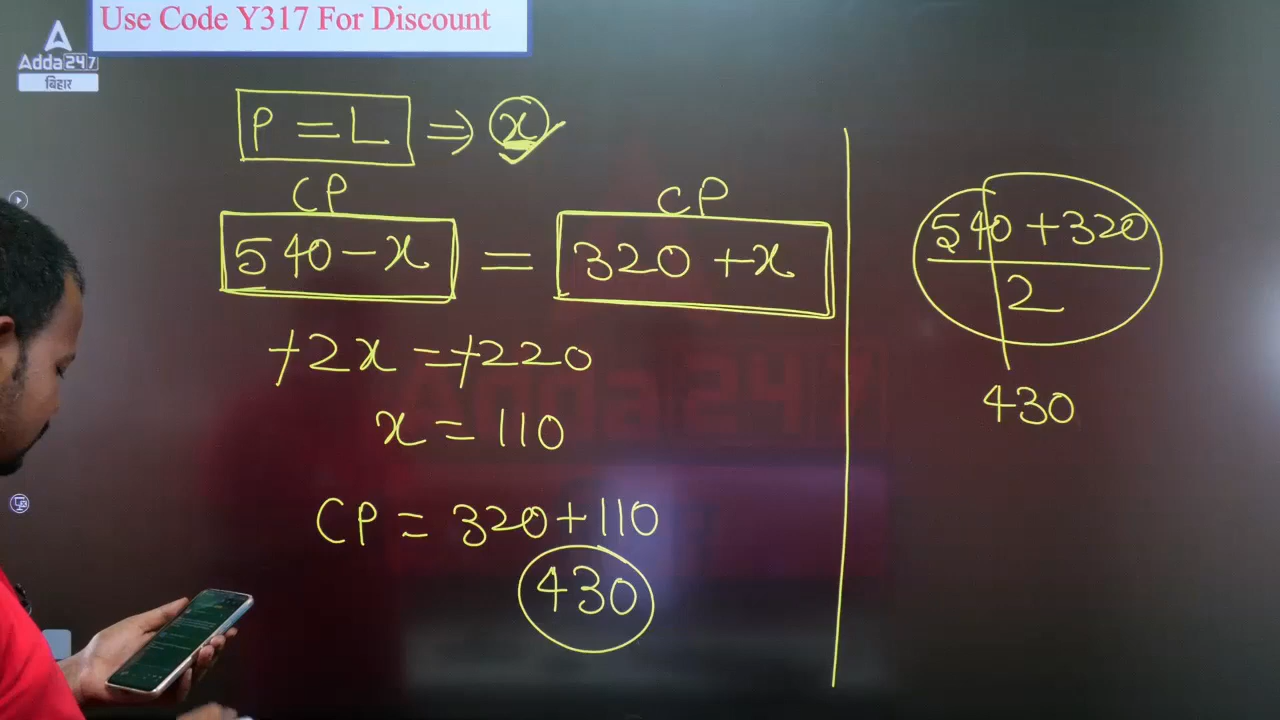 Use Code Y317 For Discount
Adda247
बिहार
P = L ⇒ x
CP CP
540 - x = 320 + x
+2x = +220
x = 110
CP = 320 + 110
430
540 + 320
2
430